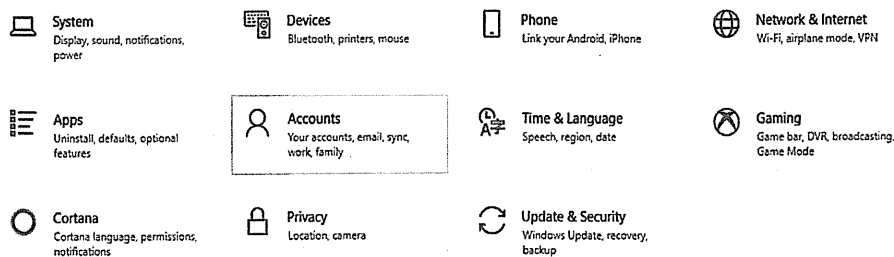 System
Display, sound, notifications,
power
Devices
Bluetooth, printers, mouse
Phone
Link your Android, iPhone
Network & Internet
Wi-Fi, airplane mode, VPN
Apps
Uninstall, defaults, optional
features
Accounts
Your accounts, email, sync,
work, family
Time & Language
Speech, region, date
Gaming
Game bar, DVR, broadcasting,
Game Mode
Cortana
Cortana language, permissions,
notifications
Privacy
Location, camera
Update & Security
Windows Update, recovery,
backup